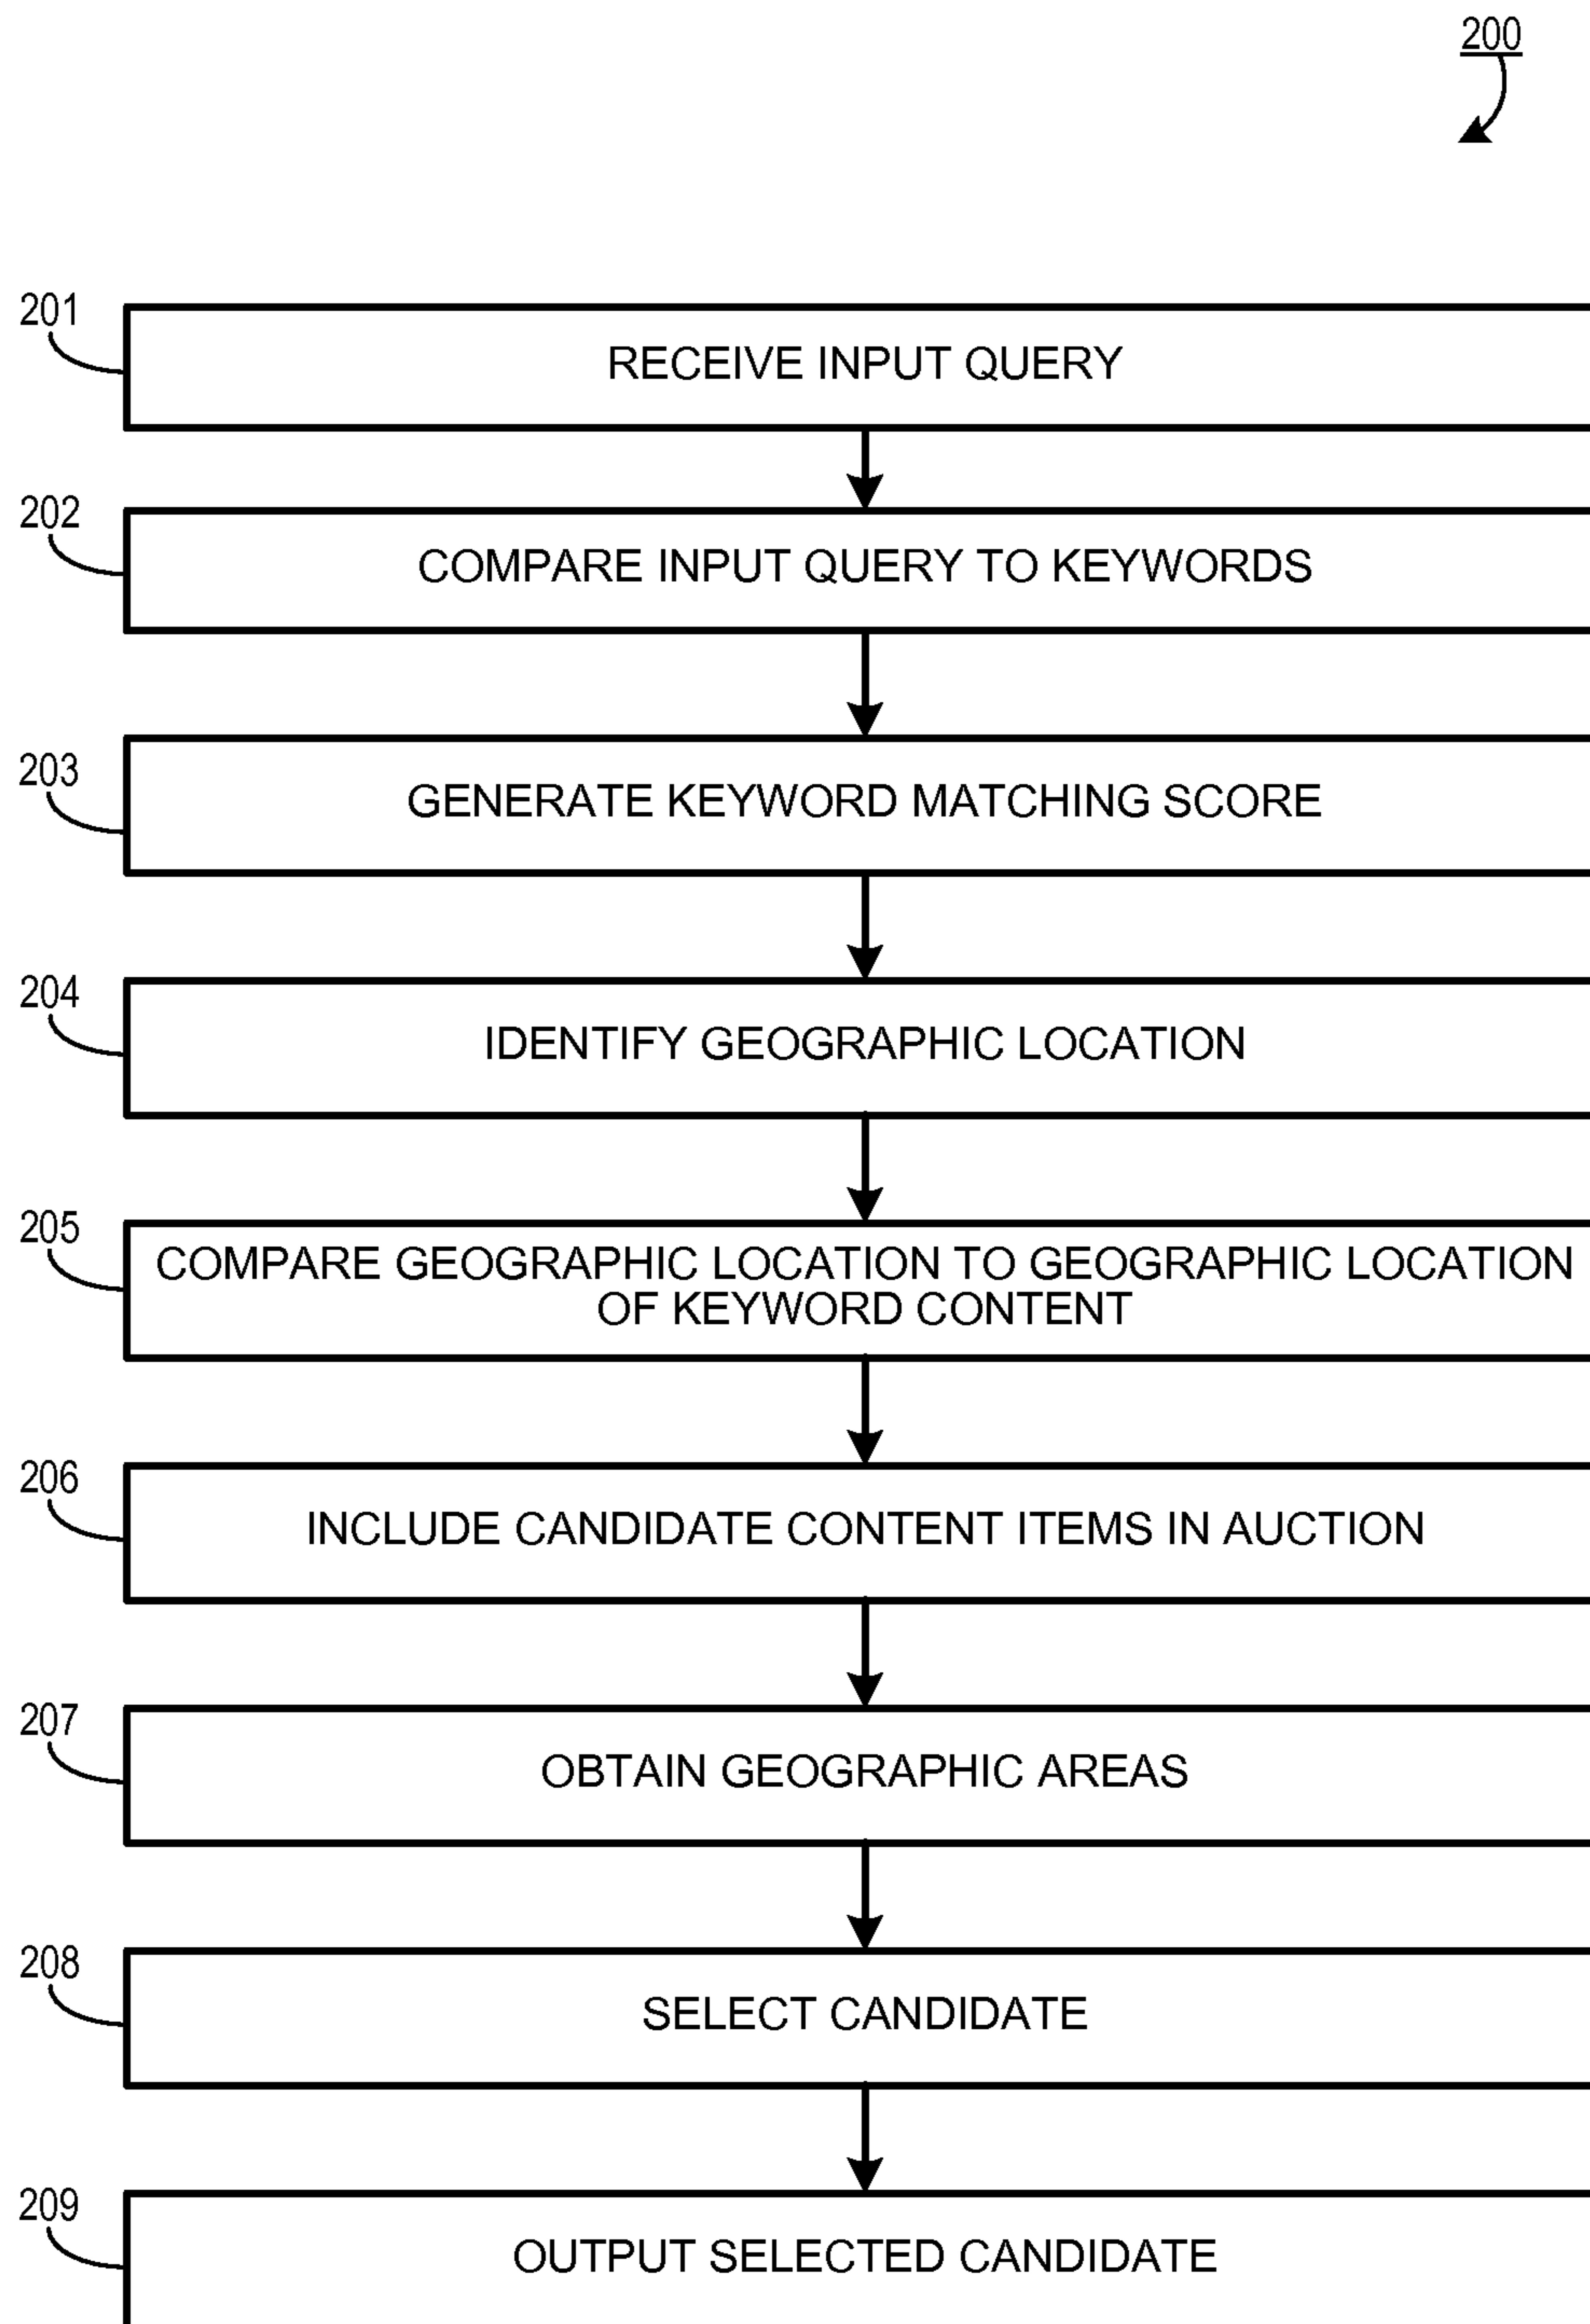 200
201
RECEIVE INPUT QUERY
202
COMPARE INPUT QUERY TO KEYWORDS
203
GENERATE KEYWORD MATCHING SCORE
204
IDENTIFY GEOGRAPHIC LOCATION
205
COMPARE GEOGRAPHIC LOCATION TO GEOGRAPHIC LOCATION
OF KEYWORD CONTENT
206
INCLUDE CANDIDATE CONTENT ITEMS IN AUCTION
207
OBTAIN GEOGRAPHIC AREAS
208
SELECT CANDIDATE
209
OUTPUT SELECTED CANDIDATE